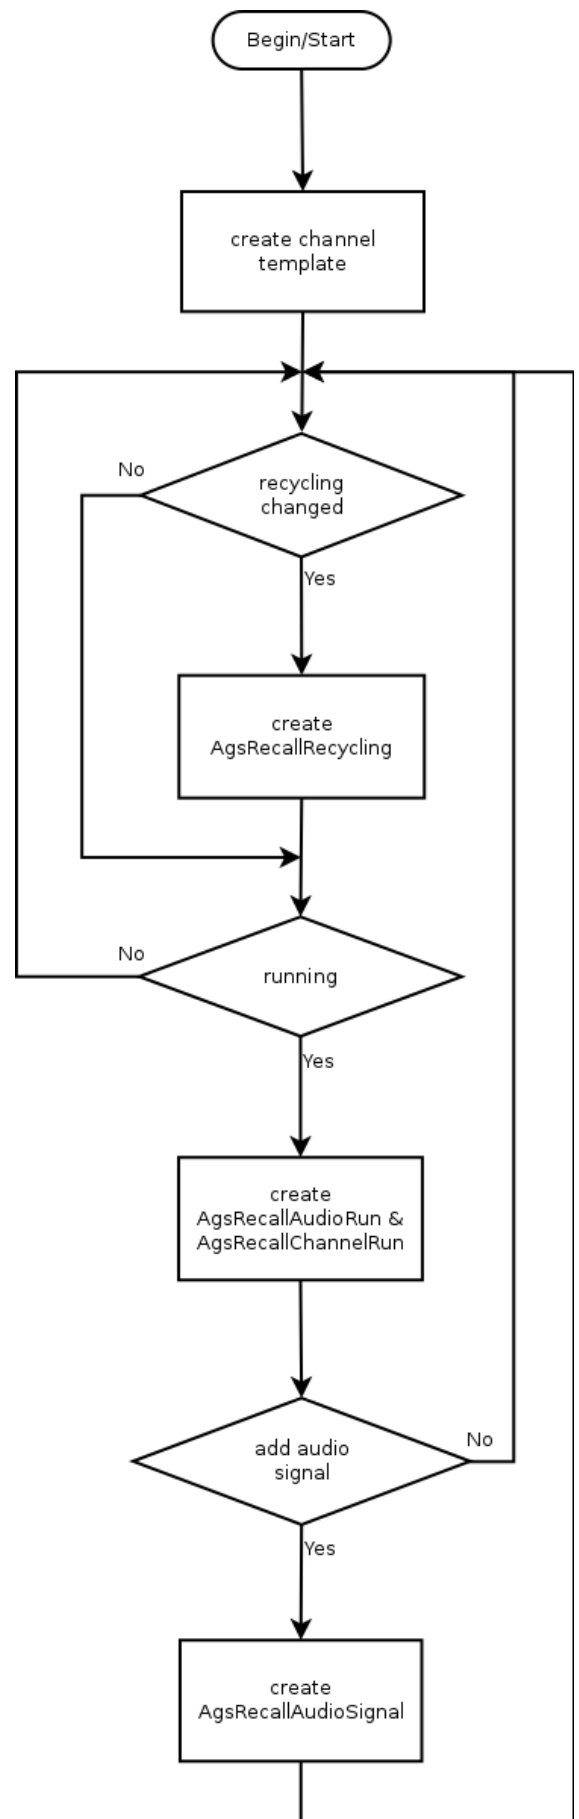 Begin/Start
create channel
template
No
recycling
changed
Yes
create
AgsRecallRecycling
No
running
Yes
create
AgsRecallAudioRun &
AgsRecallChannelRun
No
add audio
signal
Yes
create
AgsRecallAudioSignal